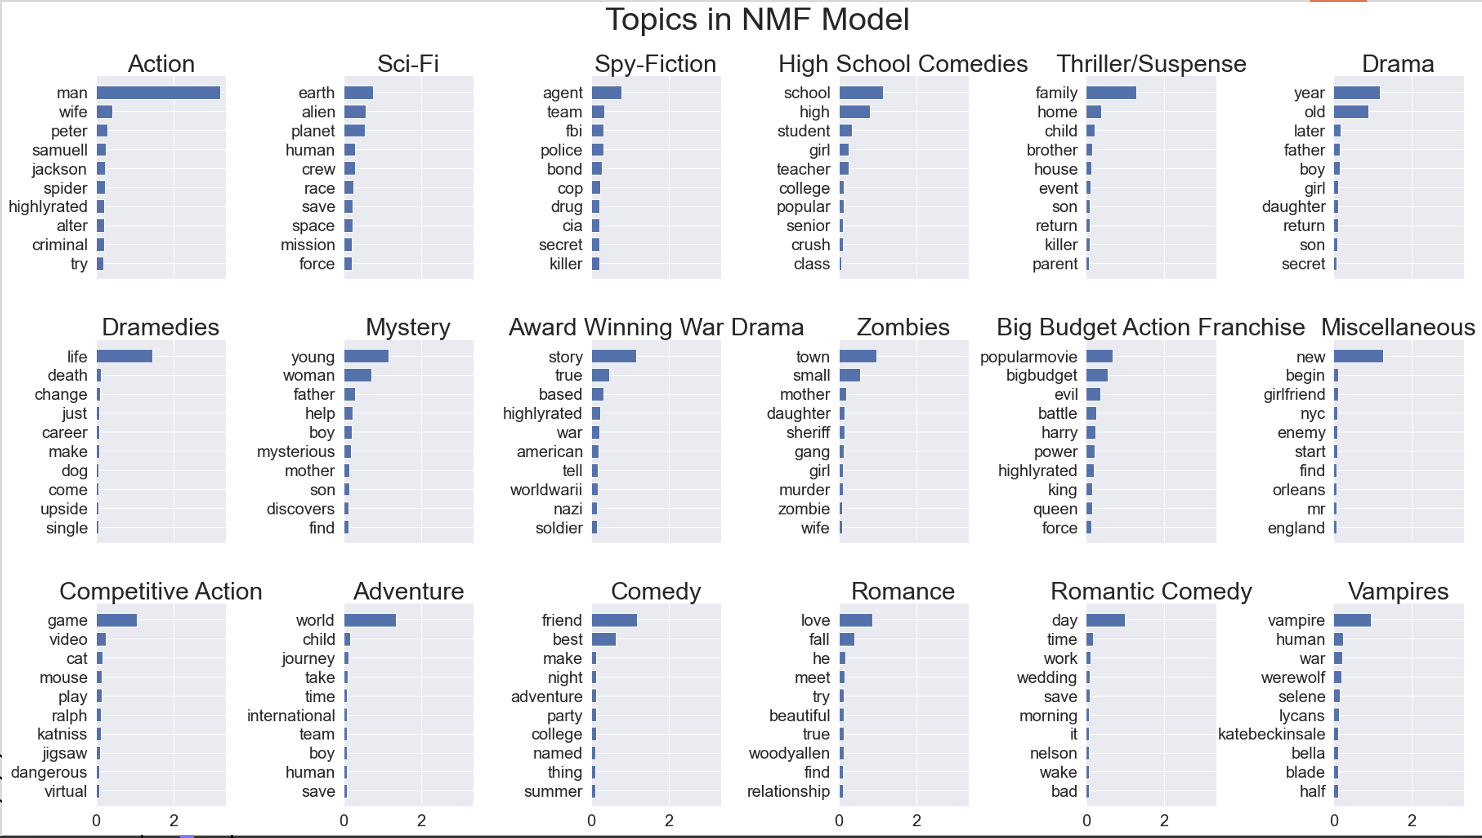 Topics in NMF Model
Action
man
wife
peter
samuell
jackson
spider
highlyrated
alter
criminal
try
Sci-Fi
earth
alien
planet
human
crew
race
save
space
mission
force
Spy-Fiction
agent
team
fbi
police
bond
cop
drug
cia
secret
killer
High School Comedies
school
high
student
girl
teacher
college
popular
senior
crush
class
Thriller/Suspense
family
home
child
brother
house
event
son
return
killer
parent
Drama
year
old
later
father
boy
girl
daughter
return
son
secret
Dramedies
life
death
change
just
career
make
dog
come
upside
single
Mystery
young
woman
father
help
boy
mysterious
mother
son
discovers
find
Award Winning War Drama
story
true
based
highlyrated
war
american
tell
worldwarii
nazi
soldier
Zombies
town
small
mother
daughter
sheriff
gang
girl
murder
zombie
wife
Big Budget Action Franchise
popularmovie
bigbudget
evil
battle
harry
power
highlyrated
king
queen
force
Miscellaneous
new
begin
girlfriend
nyc
enemy
start
find
orleans
mr
england
Competitive Action
game
video
cat
mouse
play
ralph
katniss
jigsaw
dangerous
virtual
0 2
Adventure
world
child
journey
take
time
international
team
boy
human
save
0 2
Comedy
friend
best
make
night
adventure
party
college
named
thing
summer
0 2
Romance
love
fall
he
meet
try
beautiful
true
woodyallen
find
relationship
0 2
Romantic Comedy
day
time
work
wedding
save
morning
it
nelson
wake
bad
0 2
Vampires
vampire
human
war
werewolf
selene
lycans
katebeckinsale
bella
blade
half
0 2